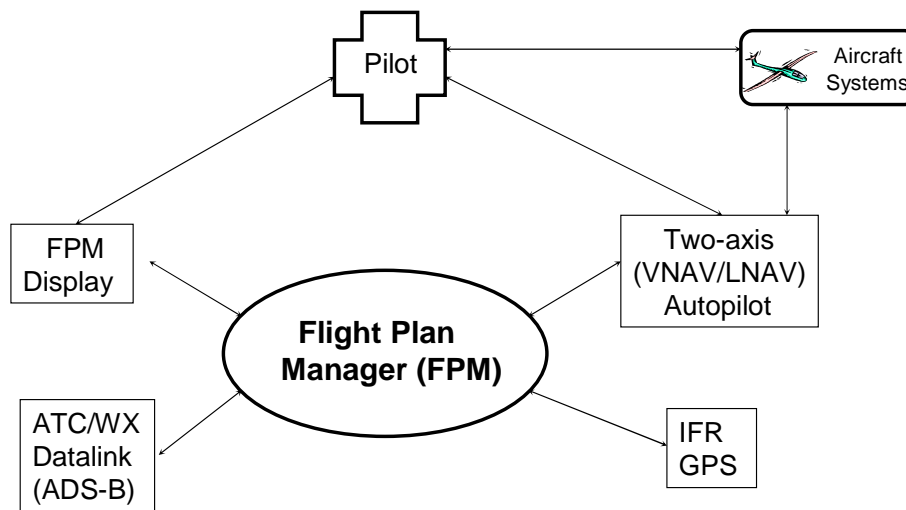 Pilot
Aircraft
Systems
FPM
Display
Two-axis
(VNAV/LNAV)
Autopilot
Flight Plan
Manager (FPM)
ATC/WX
Datalink
(ADS-B)
IFR
GPS